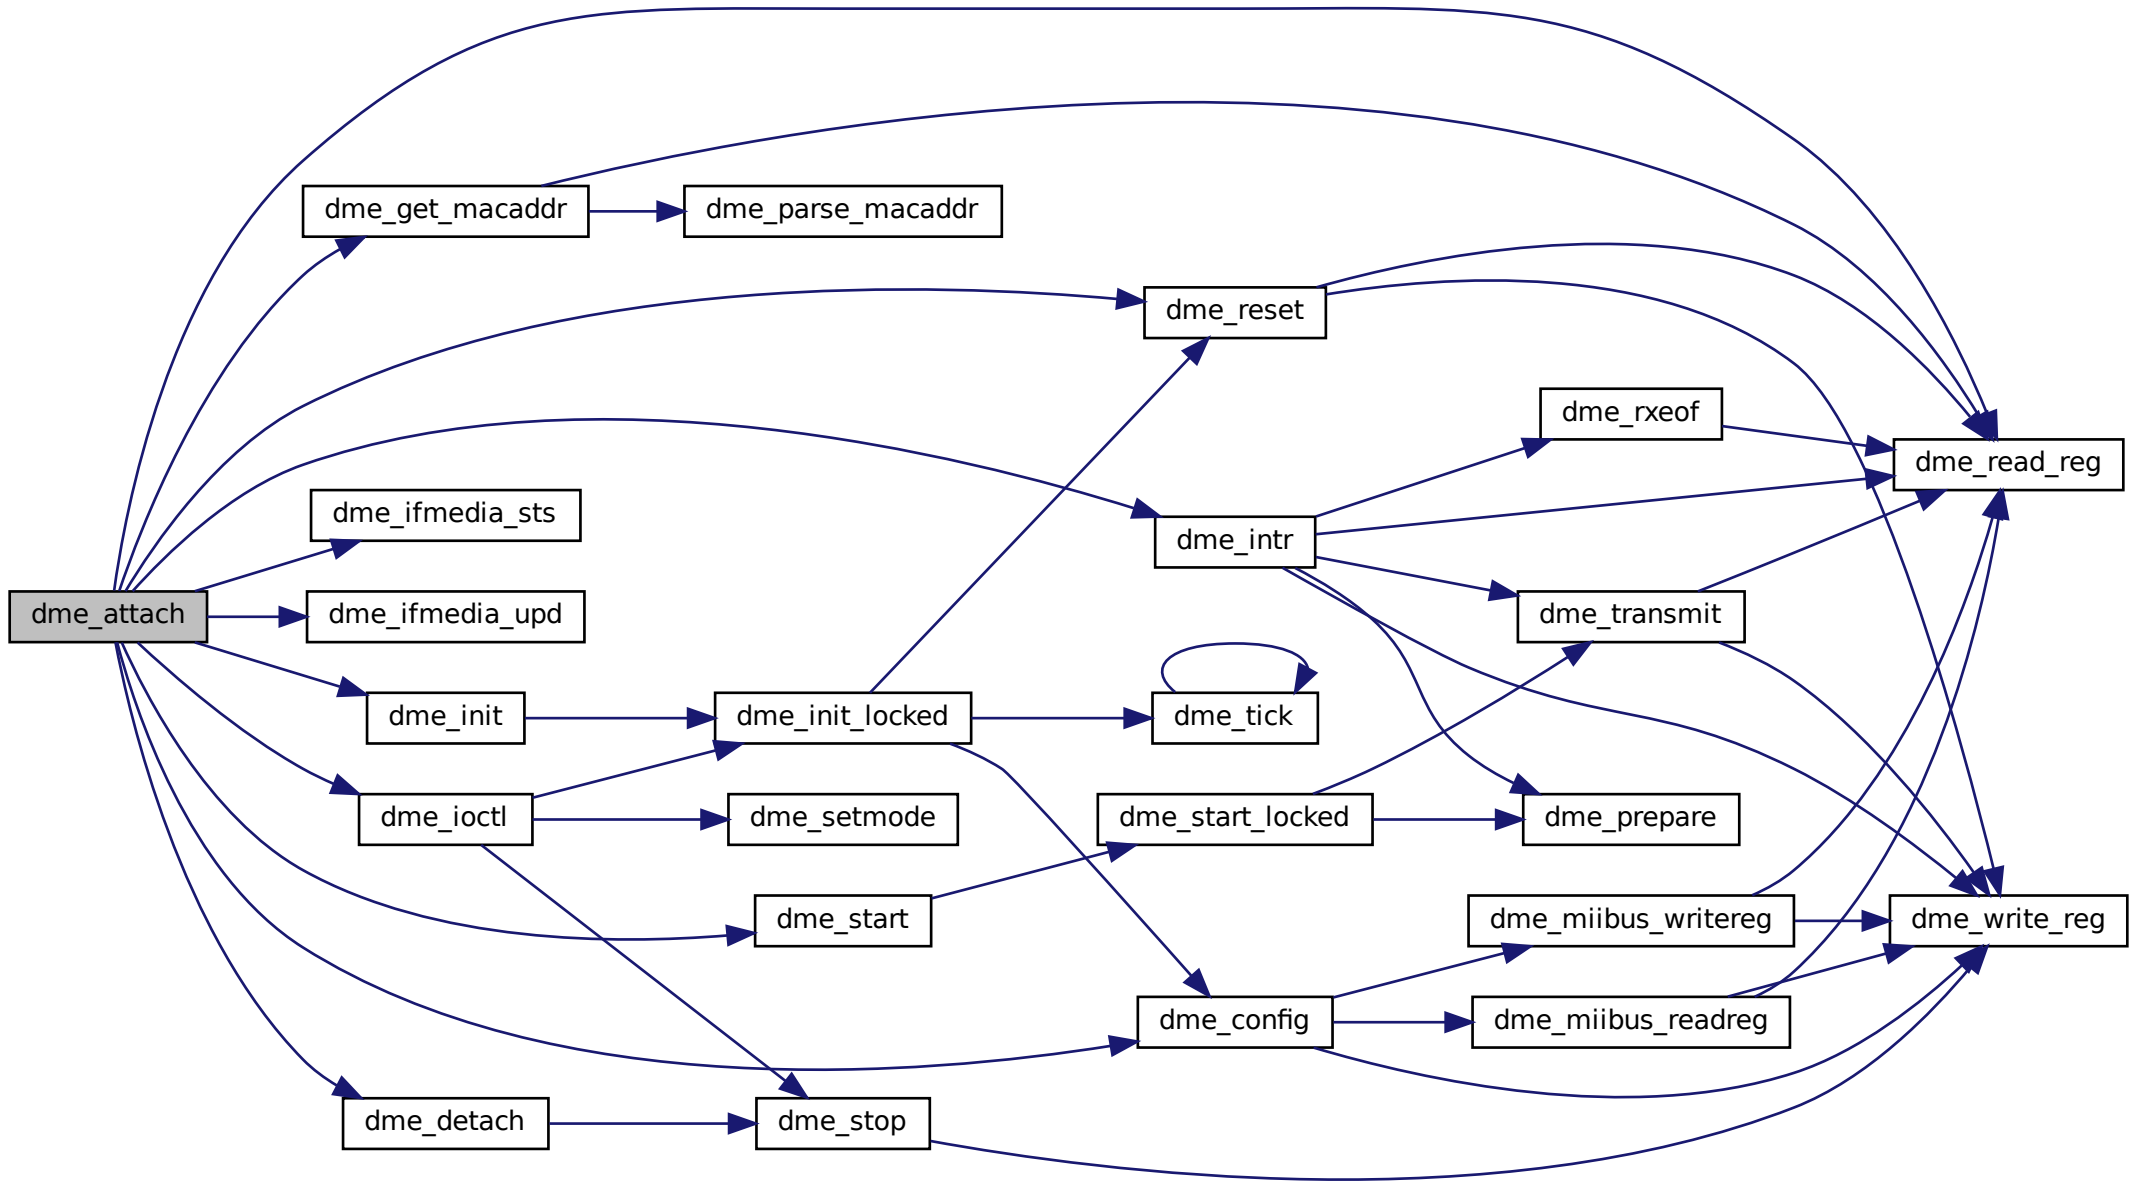 dme_get_macaddr
dme_parse_macaddr
dme_reset
dme_rxeof
dme_read_reg
dme_ifmedia_sts
dme_intr
dme_attach
dme_ifmedia_upd
dme_transmit
dme_init
dme_init_locked
dme_tick
dme_ioctl
dme_setmode
dme_start_locked
dme_prepare
dme_start
dme_miibus_writereg
dme_write_reg
dme_config
dme_miibus_readreg
dme_detach
dme_stop